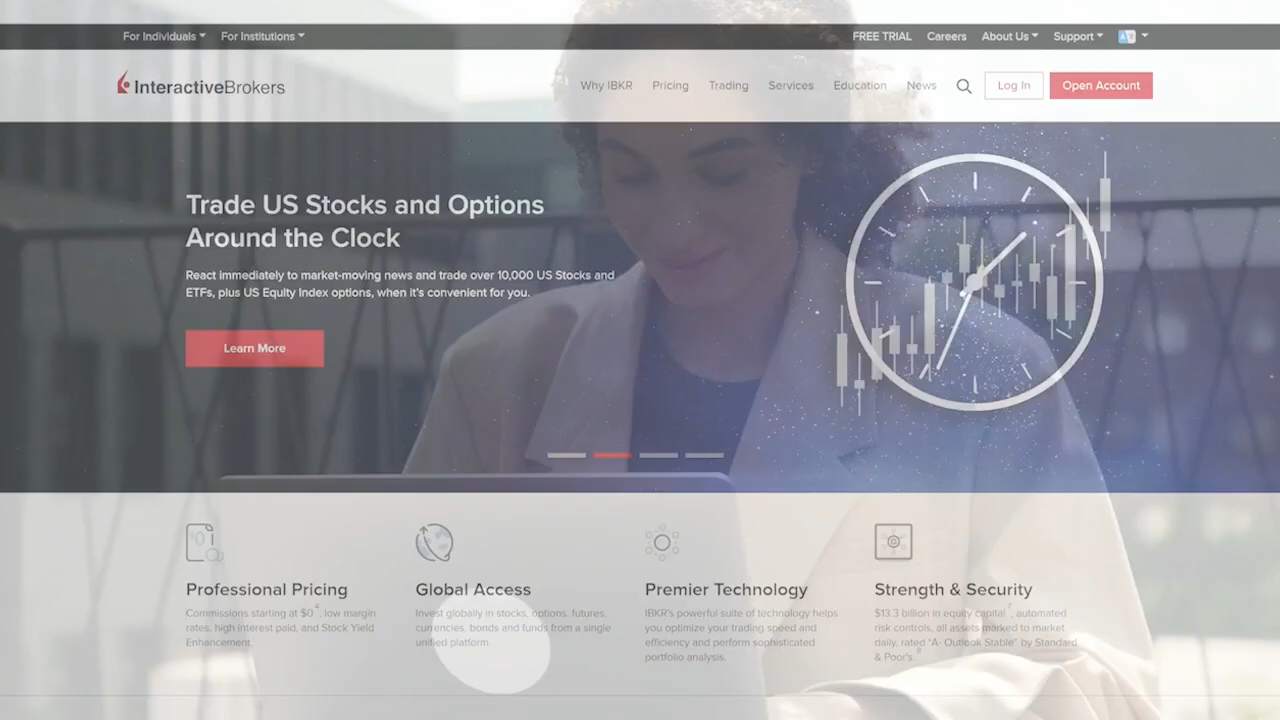 For Individuals For Institutions FREE TRIAL Careers About Us Support
InteractiveBrokers Why IBKR Pricing Trading Services Education News Log In Open Account
Trade US Stocks and Options
Around the Clock
React immediately to market-moving news and trade over 10,000 US Stocks and
ETFs, plus US Equity Index options, when it's convenient for you.
Learn More
Professional Pricing
Commissions starting at $0 4, low margin
rates, high interest paid, and Stock Yield
Enhancement.
Global Access
Invest globally in stocks, options, futures,
currencies, bonds and funds from a single
unified platform.
Premier Technology
IBKR's powerful suite of technology helps
you optimize your trading speed and
efficiency and perform sophisticated
portfolio analysis.
Strength & Security
$13.3 billion in equity capital 7, automated
risk controls, all assets marked to market
daily, rated "A- Outlook Stable" by Standard
& Poor's. 8